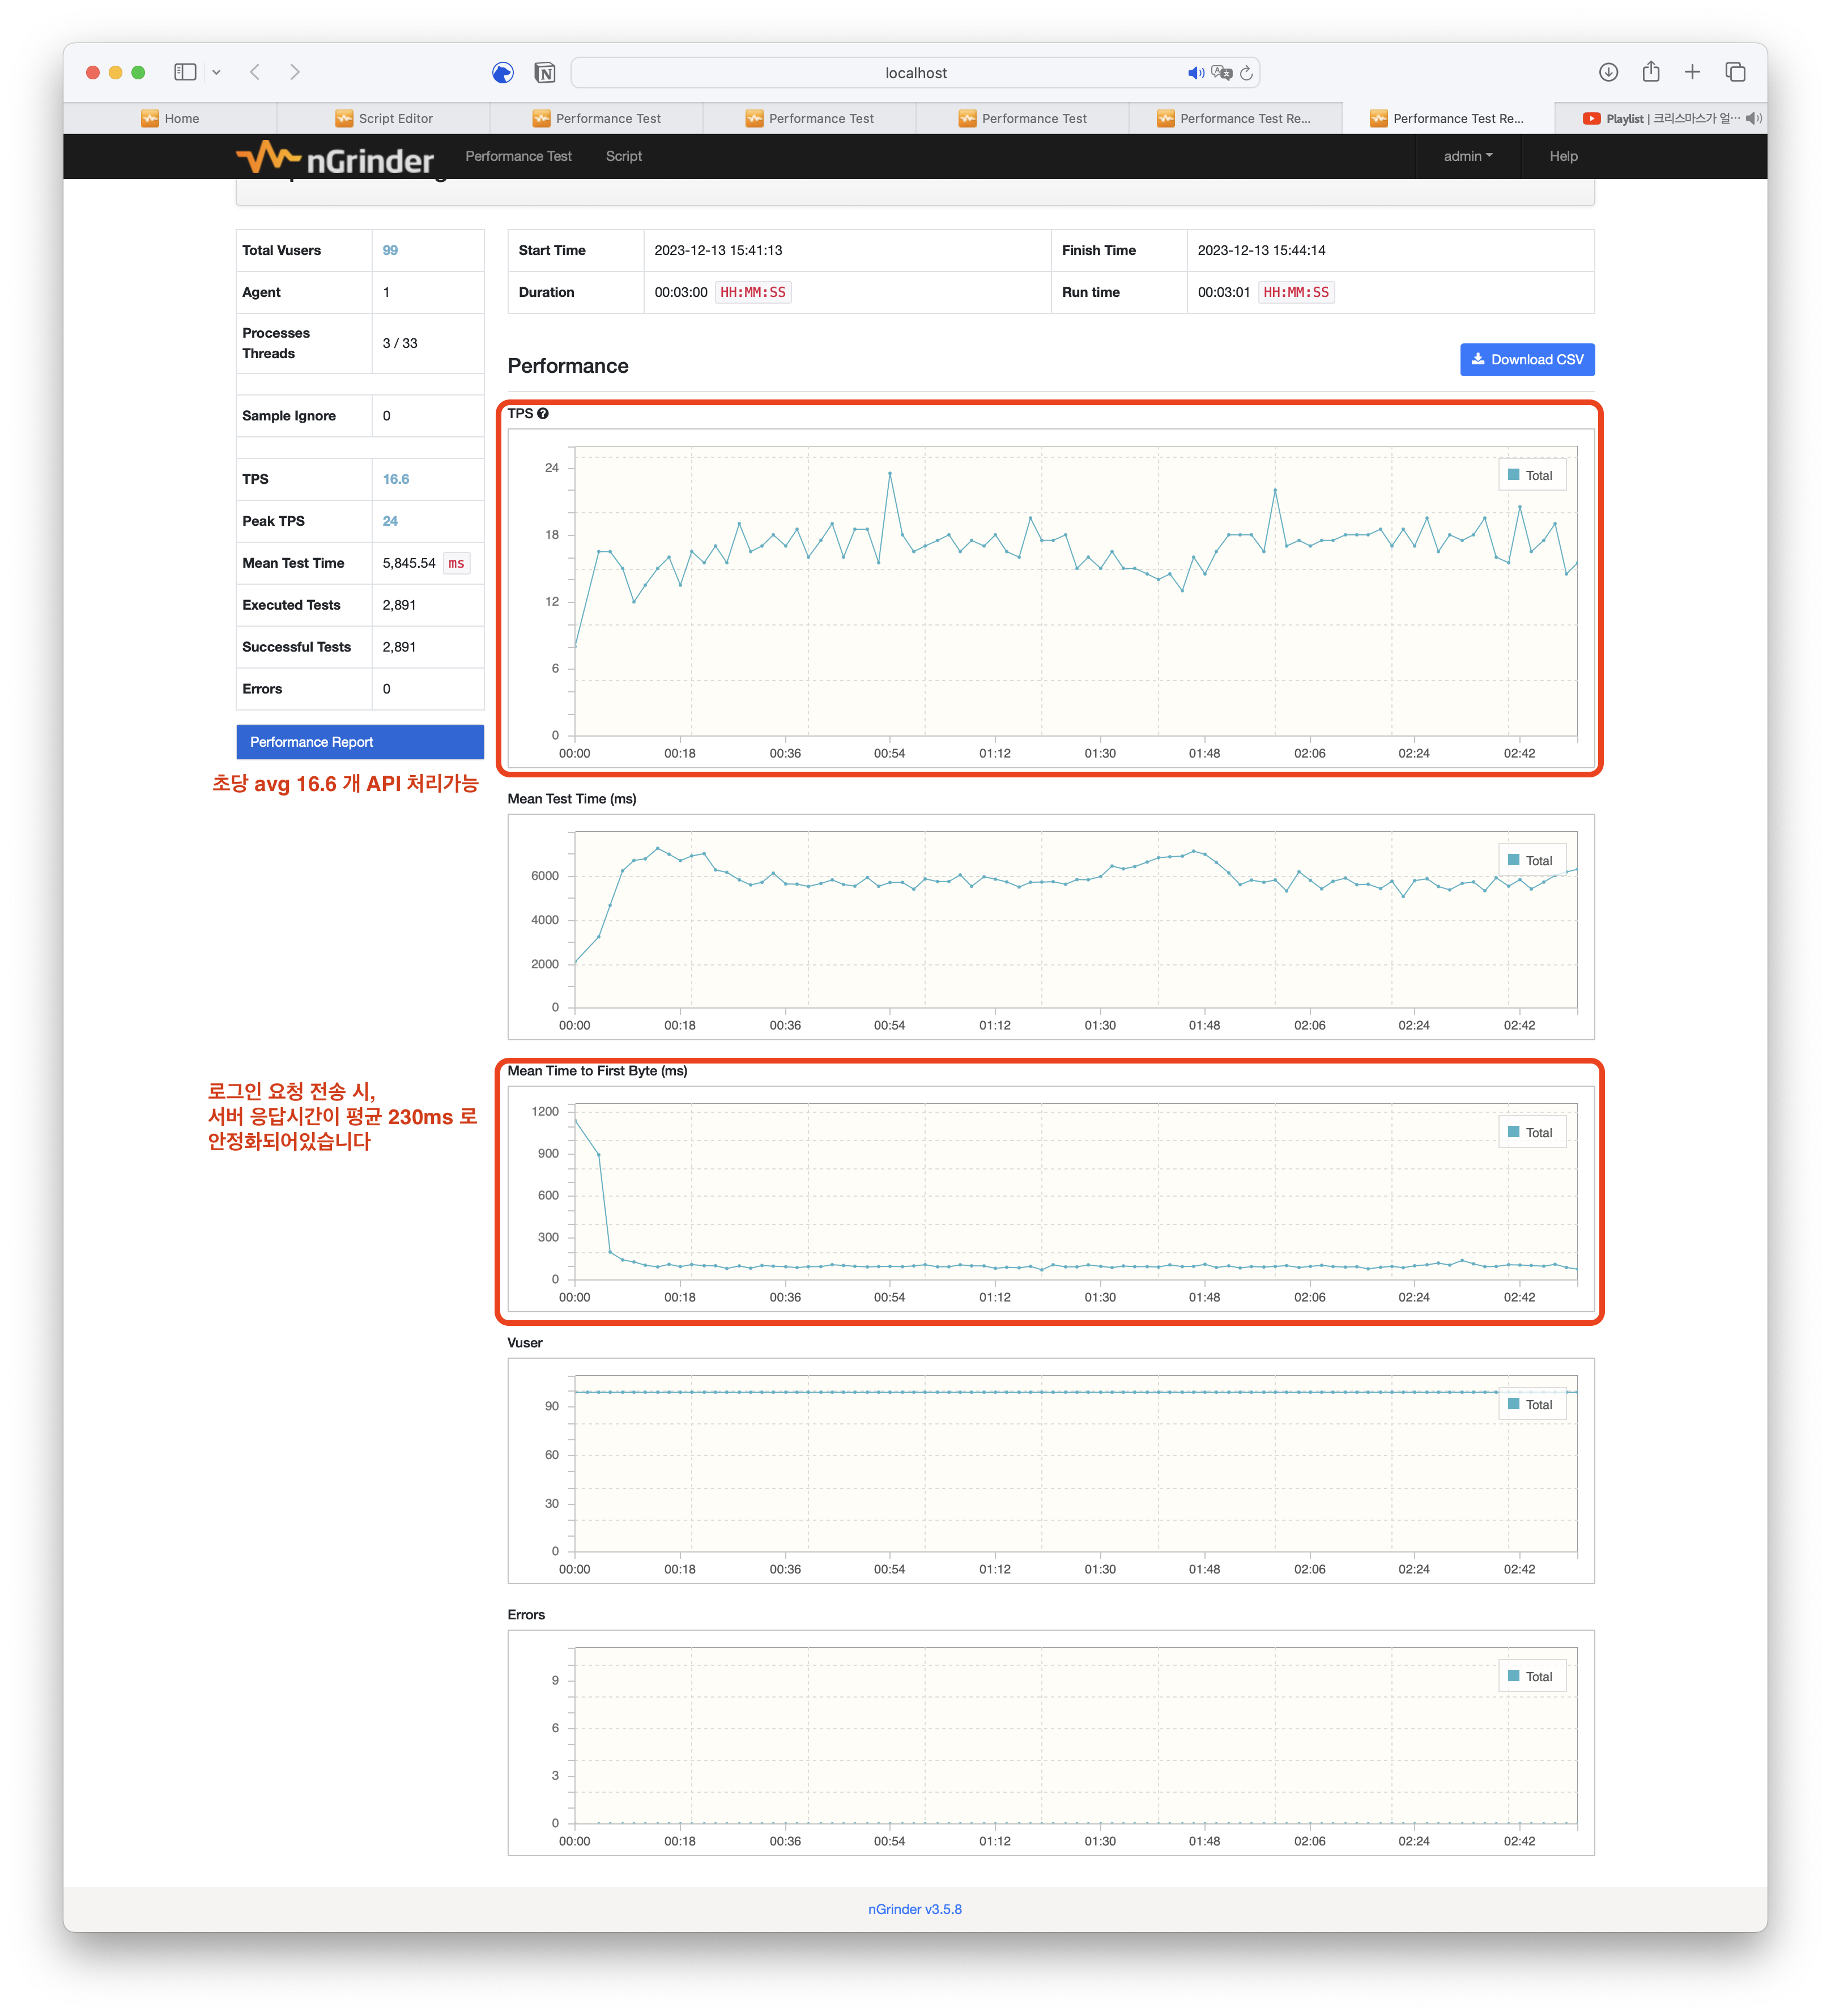 localhost
Home
Script Editor
Performance Test
Performance Test
Performance Test
Performance Test Re...
Performance Test Re...
Playlist | 크리스마스가 얼...
nGrinder
Performance Test
Script
admin
Help
Total Vusers 99
Agent 1
Processes
Threads
3 / 33
Sample Ignore 0
TPS 16.6
Peak TPS 24
Mean Test Time 5,845.54 ms
Executed Tests 2,891
Successful Tests 2,891
Errors 0
Performance Report
초당 avg 16.6 개 API 처리가능
로그인 요청 전송 시,
서버 응답시간이 평균 230ms 로
안정화되어있습니다
Start Time 2023-12-13 15:41:13 Finish Time 2023-12-13 15:44:14
Duration 00:03:00 HH:MM:SS Run time 00:03:01 HH:MM:SS
Performance
Download CSV
TPS
Total
24
18
12
6
0
00:00 00:18 00:36 00:54 01:12 01:30 01:48 02:06 02:24 02:42
Mean Test Time (ms)
Total
6000
4000
2000
0
00:00 00:18 00:36 00:54 01:12 01:30 01:48 02:06 02:24 02:42
Mean Time to First Byte (ms)
Total
1200
900
600
300
0
00:00 00:18 00:36 00:54 01:12 01:30 01:48 02:06 02:24 02:42
Vuser
Total
90
60
30
0
00:00 00:18 00:36 00:54 01:12 01:30 01:48 02:06 02:24 02:42
Errors
Total
9
6
3
0
00:00 00:18 00:36 00:54 01:12 01:30 01:48 02:06 02:24 02:42
nGrinder v3.5.8